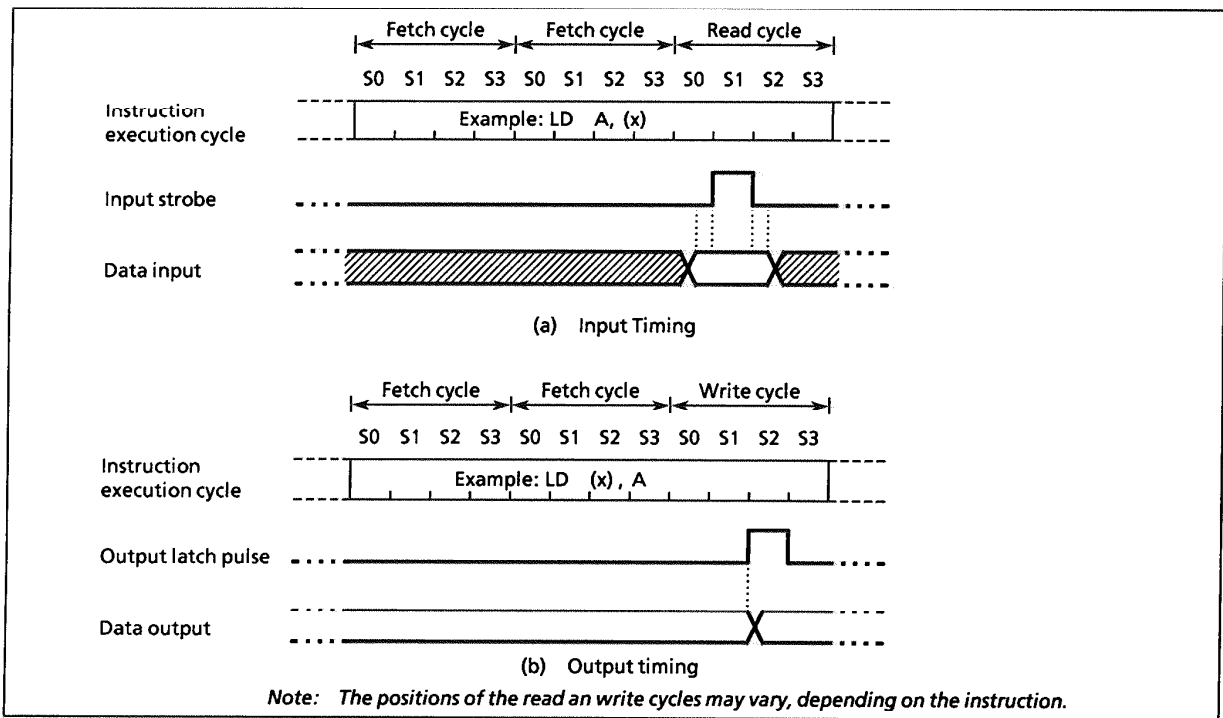 Fetch cycle Fetch cycle Read cycle
S0 S1 S2 S3 S0 S1 S2 S3 S0 S1 S2 S3
Instruction
execution cycle
Example: LD A, (x)
Input strobe
Data input
(a) Input Timing
Fetch cycle Fetch cycle Write cycle
S0 S1 S2 S3 S0 S1 S2 S3 S0 S1 S2 S3
Instruction
execution cycle
Example: LD (x) , A
Output latch pulse
Data output
(b) Output timing
Note: The positions of the read an write cycles may vary, depending on the instruction.